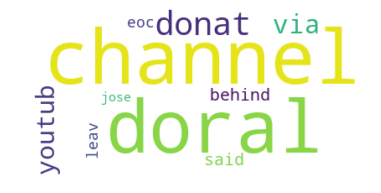 eoc donat via
channel
youtub behind
jose doral
leav said